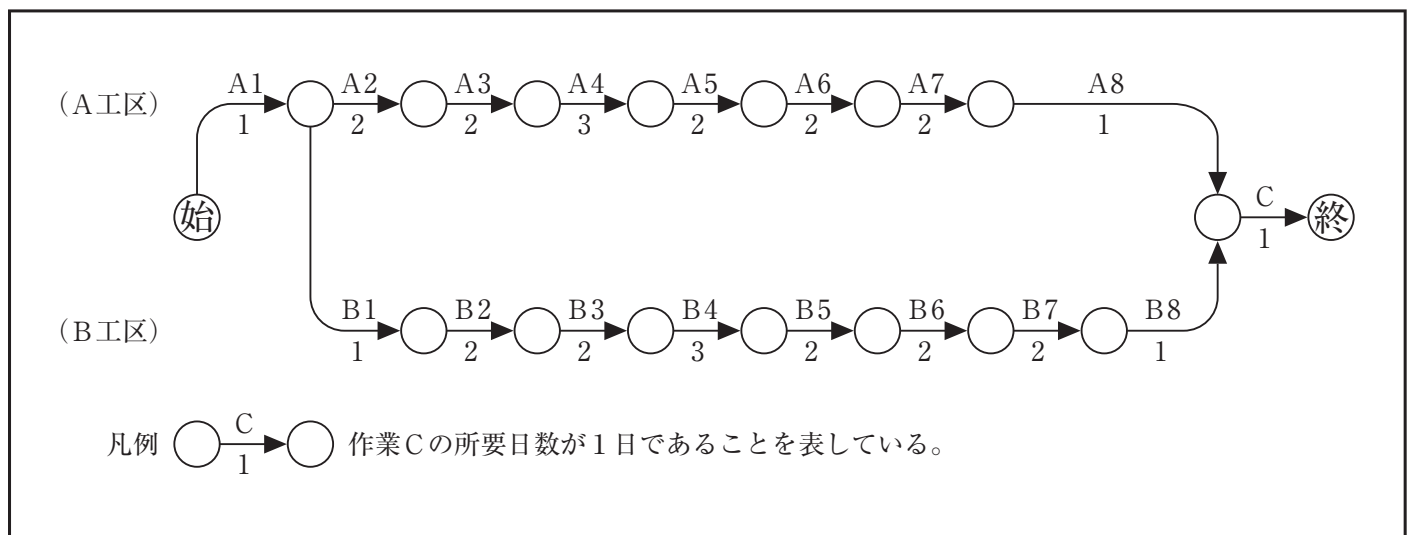 A1 A2 A3 A4 A5 A6 A7 A8
(A工区)
1 2 2 3 2 2 2 1
始 C 終
1
B1 B2 B3 B4 B5 B6 B7 B8
(B工区)
1 2 2 3 2 2 2 1
凡例 C 作業Cの所要日数が1日であることを表している。
1